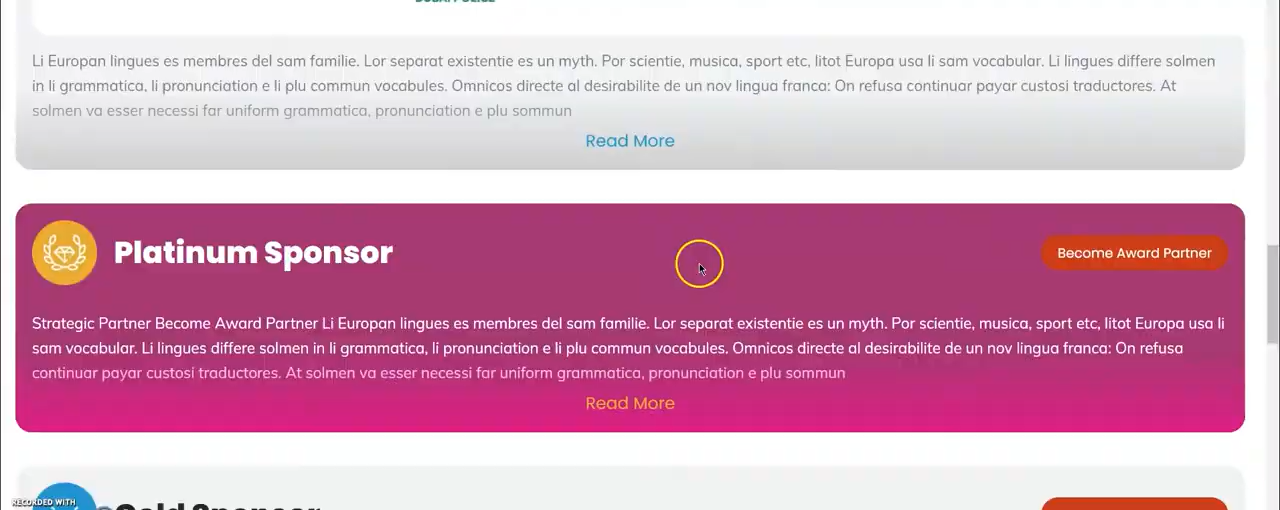 DUBAI POLICE
Li Europan lingues es membres del sam familie. Lor separat existentie es un myth. Por scientie, musica, sport etc, litot Europa usa li sam vocabular. Li lingues differe solmen
in li grammatica, li pronunciation e li plu commun vocabules. Omnicos directe al desirabilite de un nov lingua franca: On refusa continuar payar custosi traductores. At
solmen va esser necessi far uniform grammatica, pronunciation e plu sommun
Read More
Platinum Sponsor
Become Award Partner
Strategic Partner Become Award Partner Li Europan lingues es membres del sam familie. Lor separat existentie es un myth. Por scientie, musica, sport etc, litot Europa usa li
sam vocabular. Li lingues differe solmen in li grammatica, li pronunciation e li plu commun vocabules. Omnicos directe al desirabilite de un nov lingua franca: On refusa
continuar payar custosi traductores. At solmen va esser necessi far uniform grammatica, pronunciation e plu sommun
Read More
RECORDED WITH
Gold Sponsor